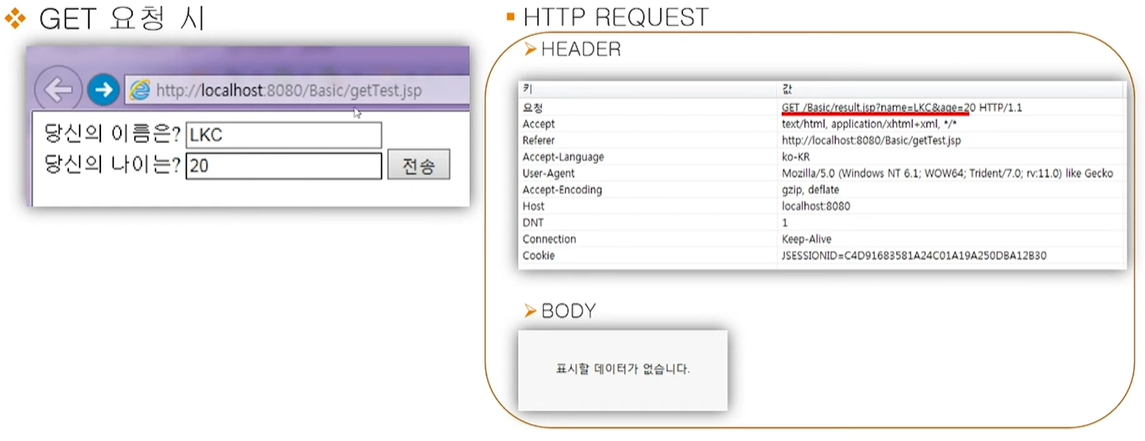 GET 요청 시
http://localhost:8080/Basic/getTest.jsp
당신의 이름은? LKC
당신의 나이는? 20 전송
HTTP REQUEST
HEADER
키 값
요청 GET /Basic/result.jsp?name=LKC&age=20 HTTP/1.1
Accept text/html, application/xhtml+xml, */*
Referer http://localhost:8080/Basic/getTest.jsp
Accept-Language ko-KR
User-Agent Mozilla/5.0 (Windows NT 6.1; WOW64; Trident/7.0; rv:11.0) like Gecko
Accept-Encoding gzip, deflate
Host localhost:8080
DNT 1
Connection Keep-Alive
Cookie JSESSIONID=C4D91683581A24C01A19A250DBA12B30
BODY
표시할 데이터가 없습니다.